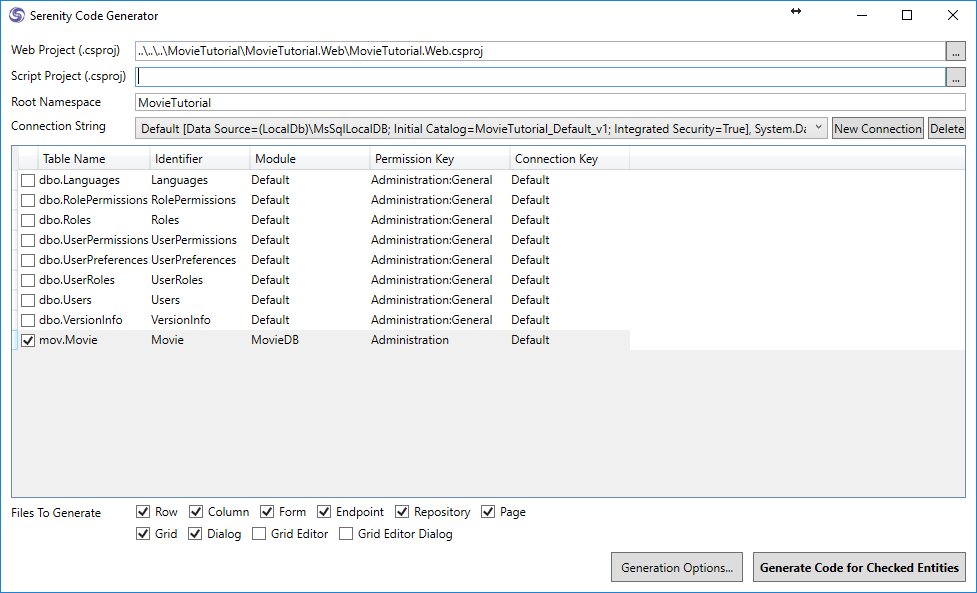 Serenity Code Generator
Web Project (.csproj) ..\..\..\MovieTutorial\MovieTutorial.Web\MovieTutorial.Web.csproj ...
Script Project (.csproj) ...
Root Namespace MovieTutorial
Connection String Default [Data Source=(LocalDb)\MsSqlLocalDB; Initial Catalog=MovieTutorial_Default_v1; Integrated Security=True], System.Da New Connection Delete
Table Name Identifier Module Permission Key Connection Key
dbo.Languages Languages Default Administration:General Default
dbo.RolePermissions RolePermissions Default Administration:General Default
dbo.Roles Roles Default Administration:General Default
dbo.UserPermissions UserPermissions Default Administration:General Default
dbo.UserPreferences UserPreferences Default Administration:General Default
dbo.UserRoles UserRoles Default Administration:General Default
dbo.Users Users Default Administration:General Default
dbo.VersionInfo VersionInfo Default Administration:General Default
mov.Movie Movie MovieDB Administration Default
Files To Generate Row Column Form Endpoint Repository Page
Grid Dialog Grid Editor Grid Editor Dialog
Generation Options... Generate Code for Checked Entities